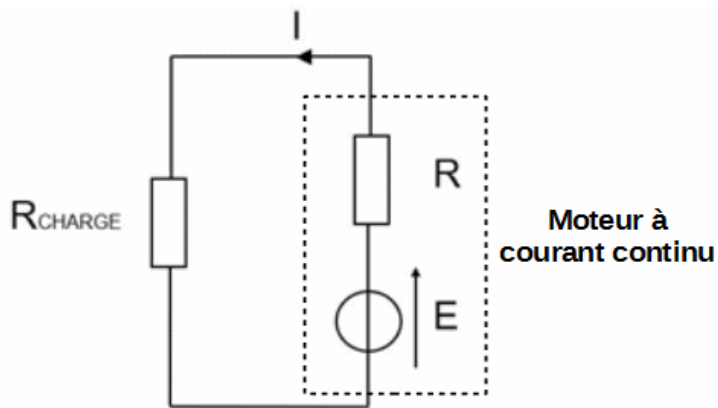 I
R
RCHARGE
Moteur à
courant continu
E